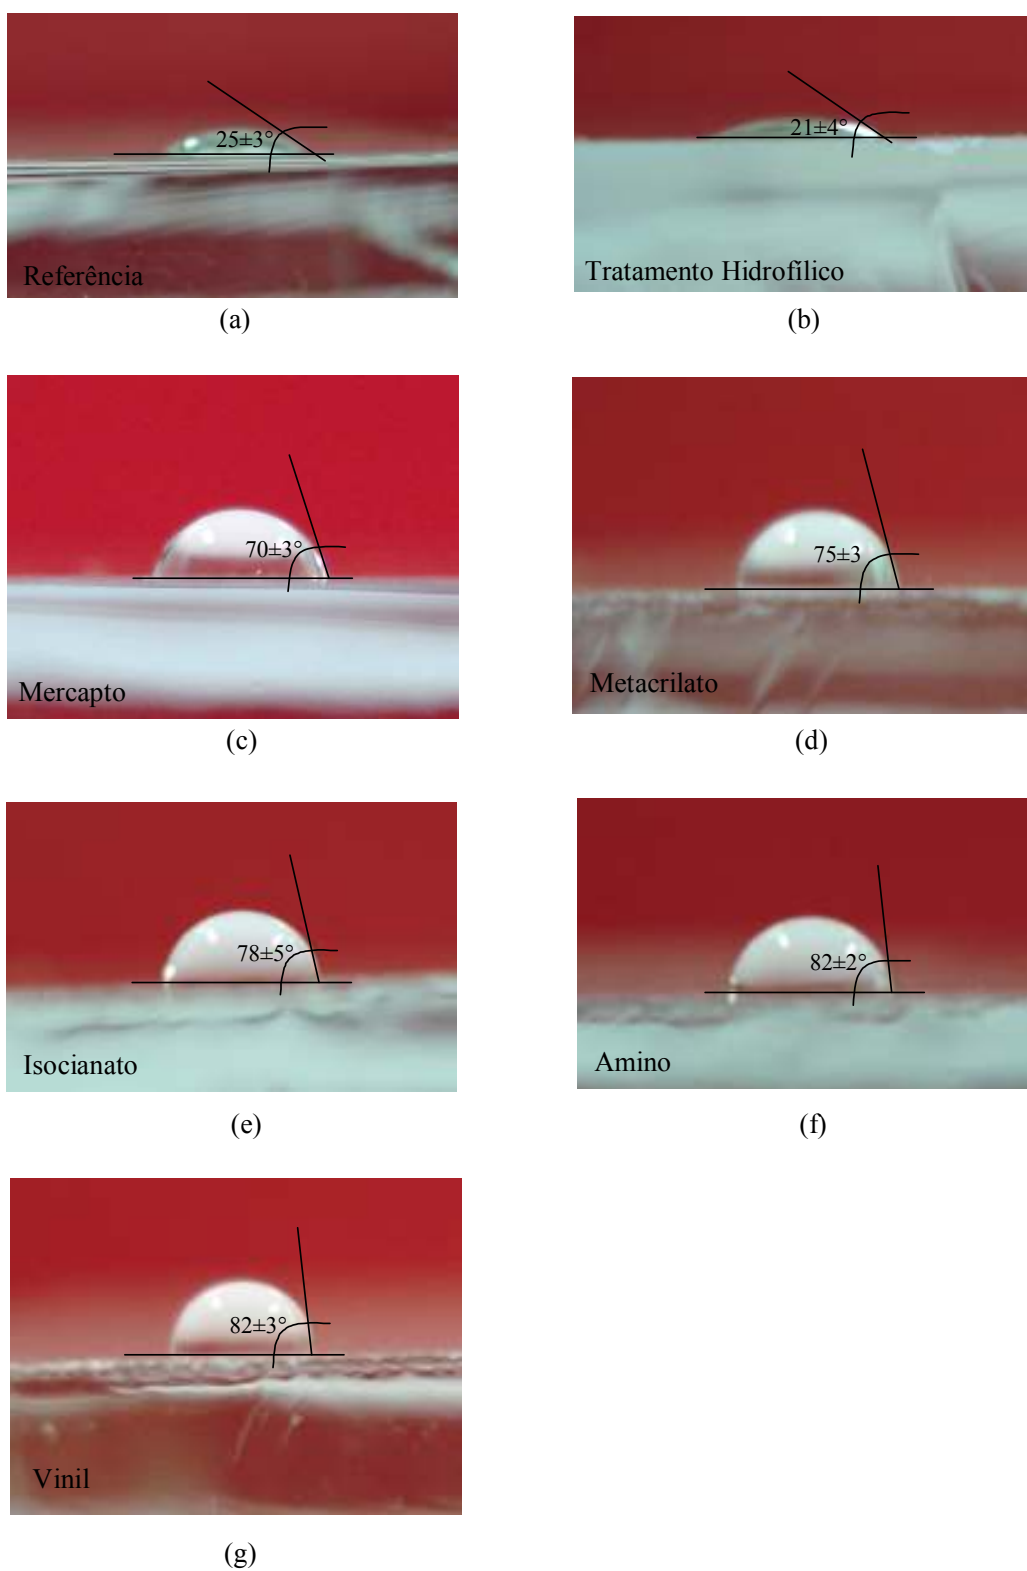 25±3°
Referência
(a)
21±4°
Tratamento Hidrofílico
(b)
70±3°
Mercapto
(c)
75±3
Metacrilato
(d)
78±5°
Isocianato
(e)
82±2°
Amino
(f)
82±3°
Vinil
(g)